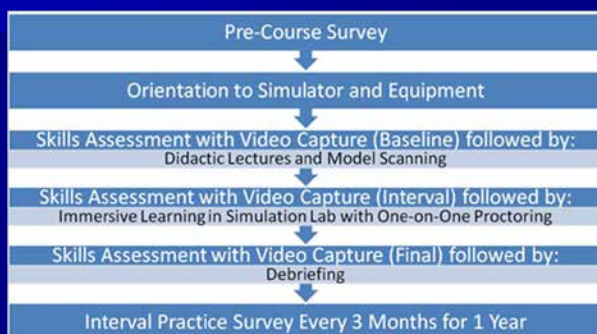 Pre-Course Survey
Orientation to Simulator and Equipment
Skills Assessment with Video Capture (Baseline) followed by:
Didactic Lectures and Model Scanning
Skills Assessment with Video Capture (Interval) followed by:
Immersive Learning in Simulation Lab with One-on-One Proctoring
Skills Assessment with Video Capture (Final) followed by:
Debriefing
Interval Practice Survey Every 3 Months for 1 Year